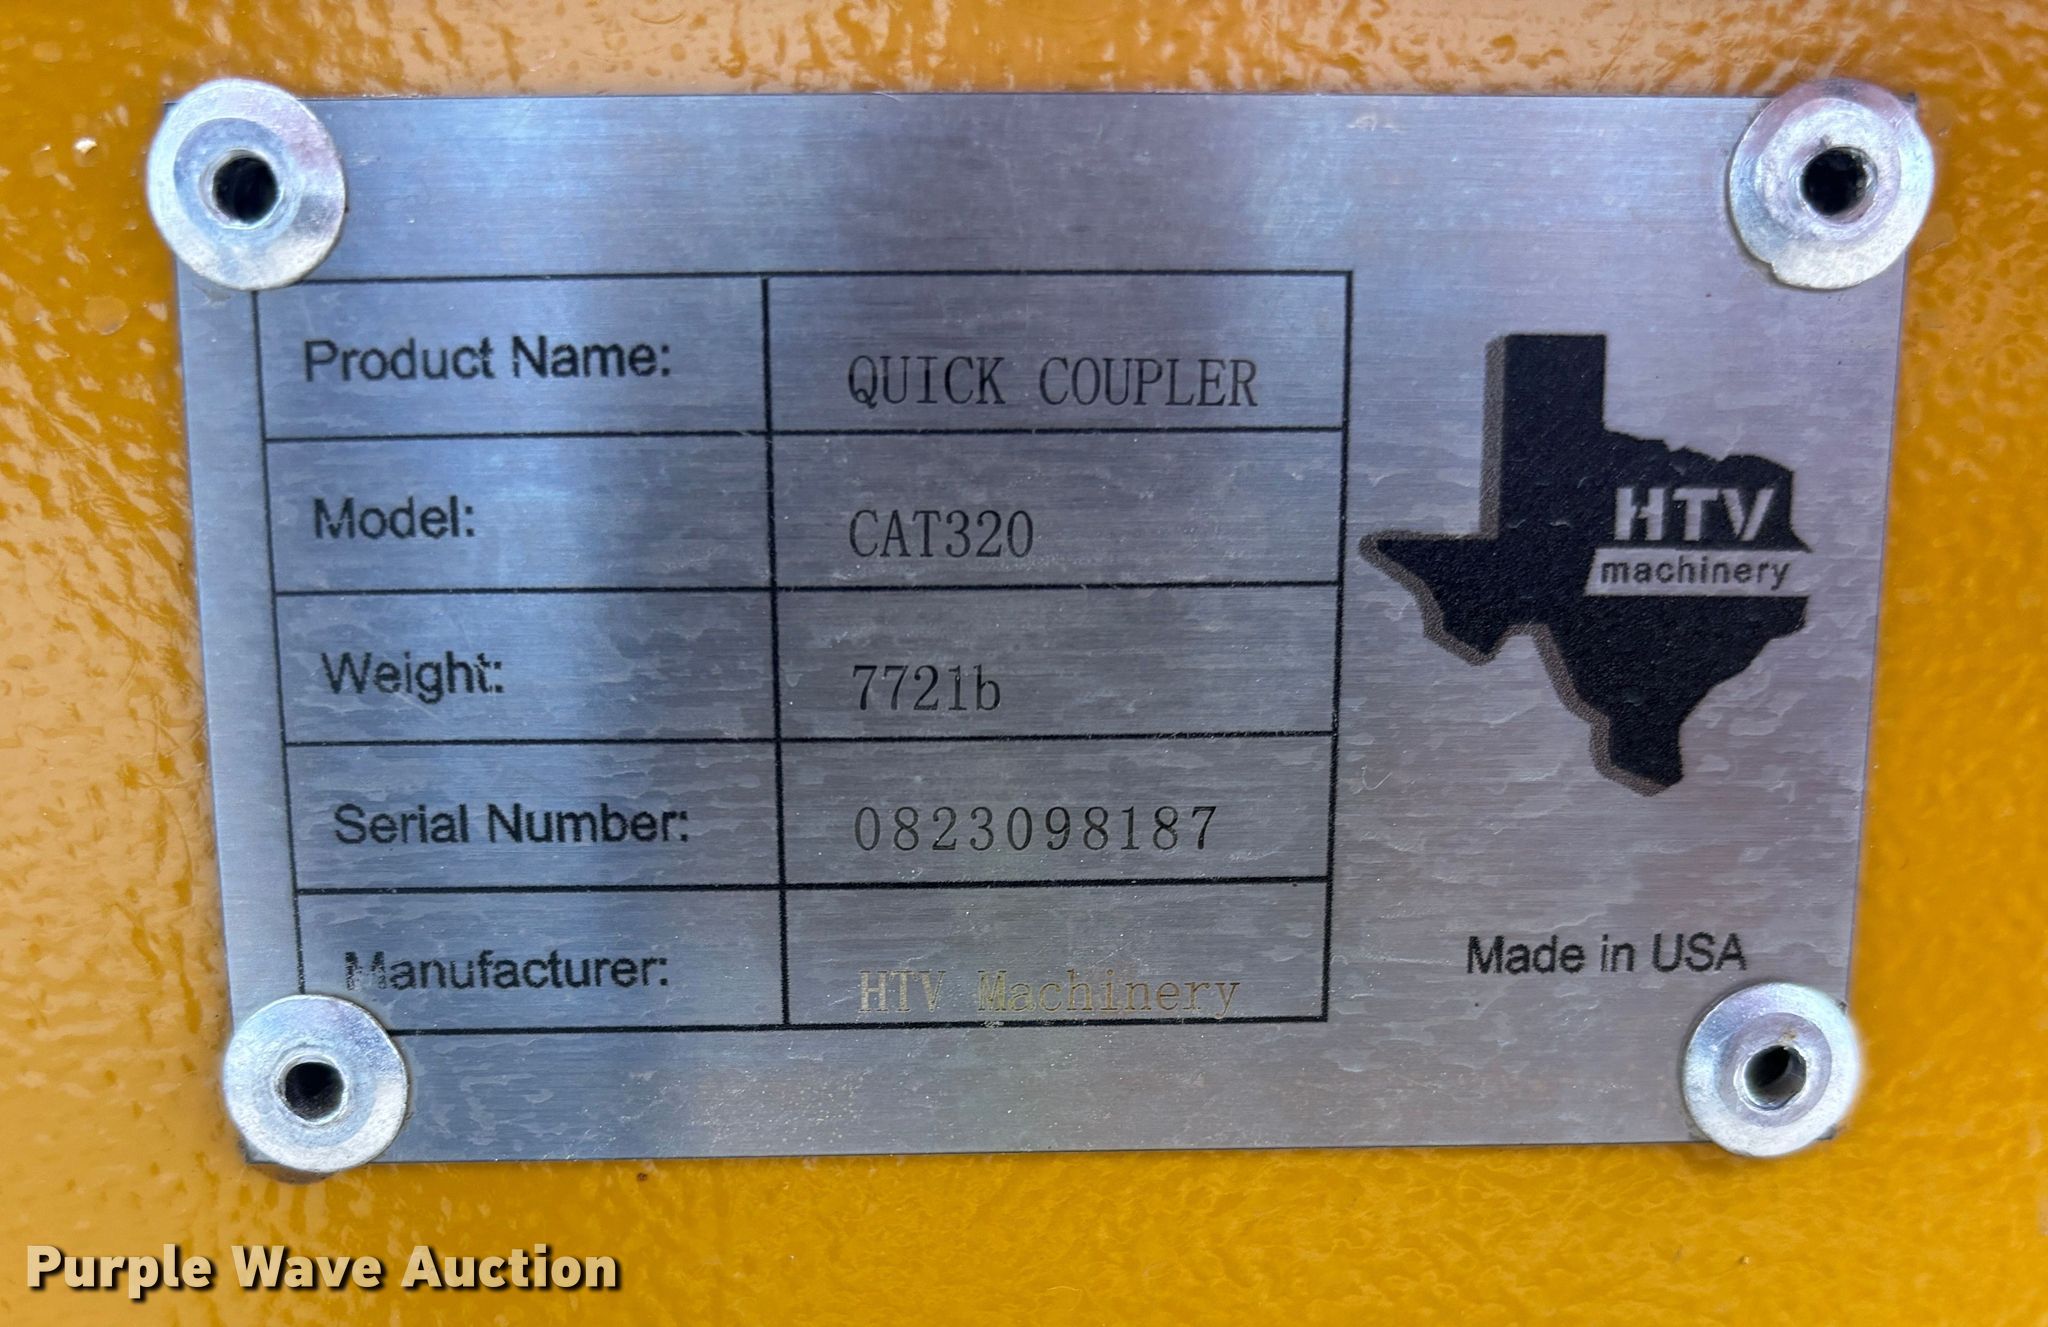 Product Name: QUICK COUPLER
Model: CAT320
Weight: 772lb
Serial Number: 0823098187
Manufacturer: HTV Machinery
HTV
machinery
Made in USA
Purple Wave Auction